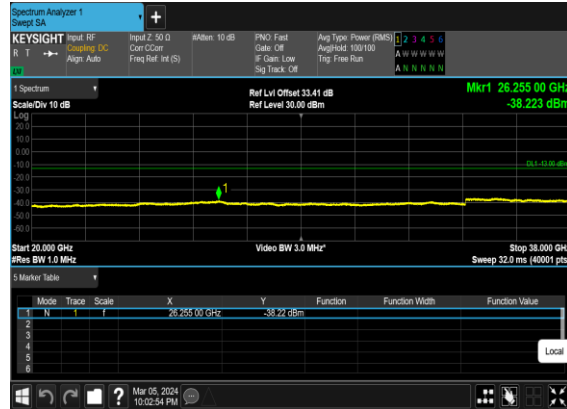 Spectrum Analyzer 1
Swept SA
+
KEYSIGHT Input: RF Input Z: 50 Ω #Atten: 10 dB PNO: Fast Avg Type: Power (RMS) 1 2 3 4 5 6
R T Coupling: DC Corr CCorr Gate: Off Avg|Hold: 100/100 A W W W W W
Align: Auto Freq Ref: Int (S) IF Gain: Low Trig: Free Run
Sig Track: Off A N N N N N
1 Spectrum Ref Lvl Offset 33.41 dB Mkr1 26.255 00 GHz
Scale/Div 10 dB Ref Level 30.00 dBm -38.223 dBm
Log
20.0
10.0
0.00
-10.0 DL1 -13.00 dBm
-20.0
-30.0
1
-40.0
-50.0
-60.0
Start 20.000 GHz Video BW 3.0 MHz* Stop 38.000 GHz
#Res BW 1.0 MHz Sweep 32.0 ms (40001 pts)
5 Marker Table
Mode Trace Scale X Y Function Function Width Function Value
1 N 1 f 26.255 00 GHz -38.22 dBm
2
3
4
5
6
Local
? Mar 05, 2024
10:02:54 PM